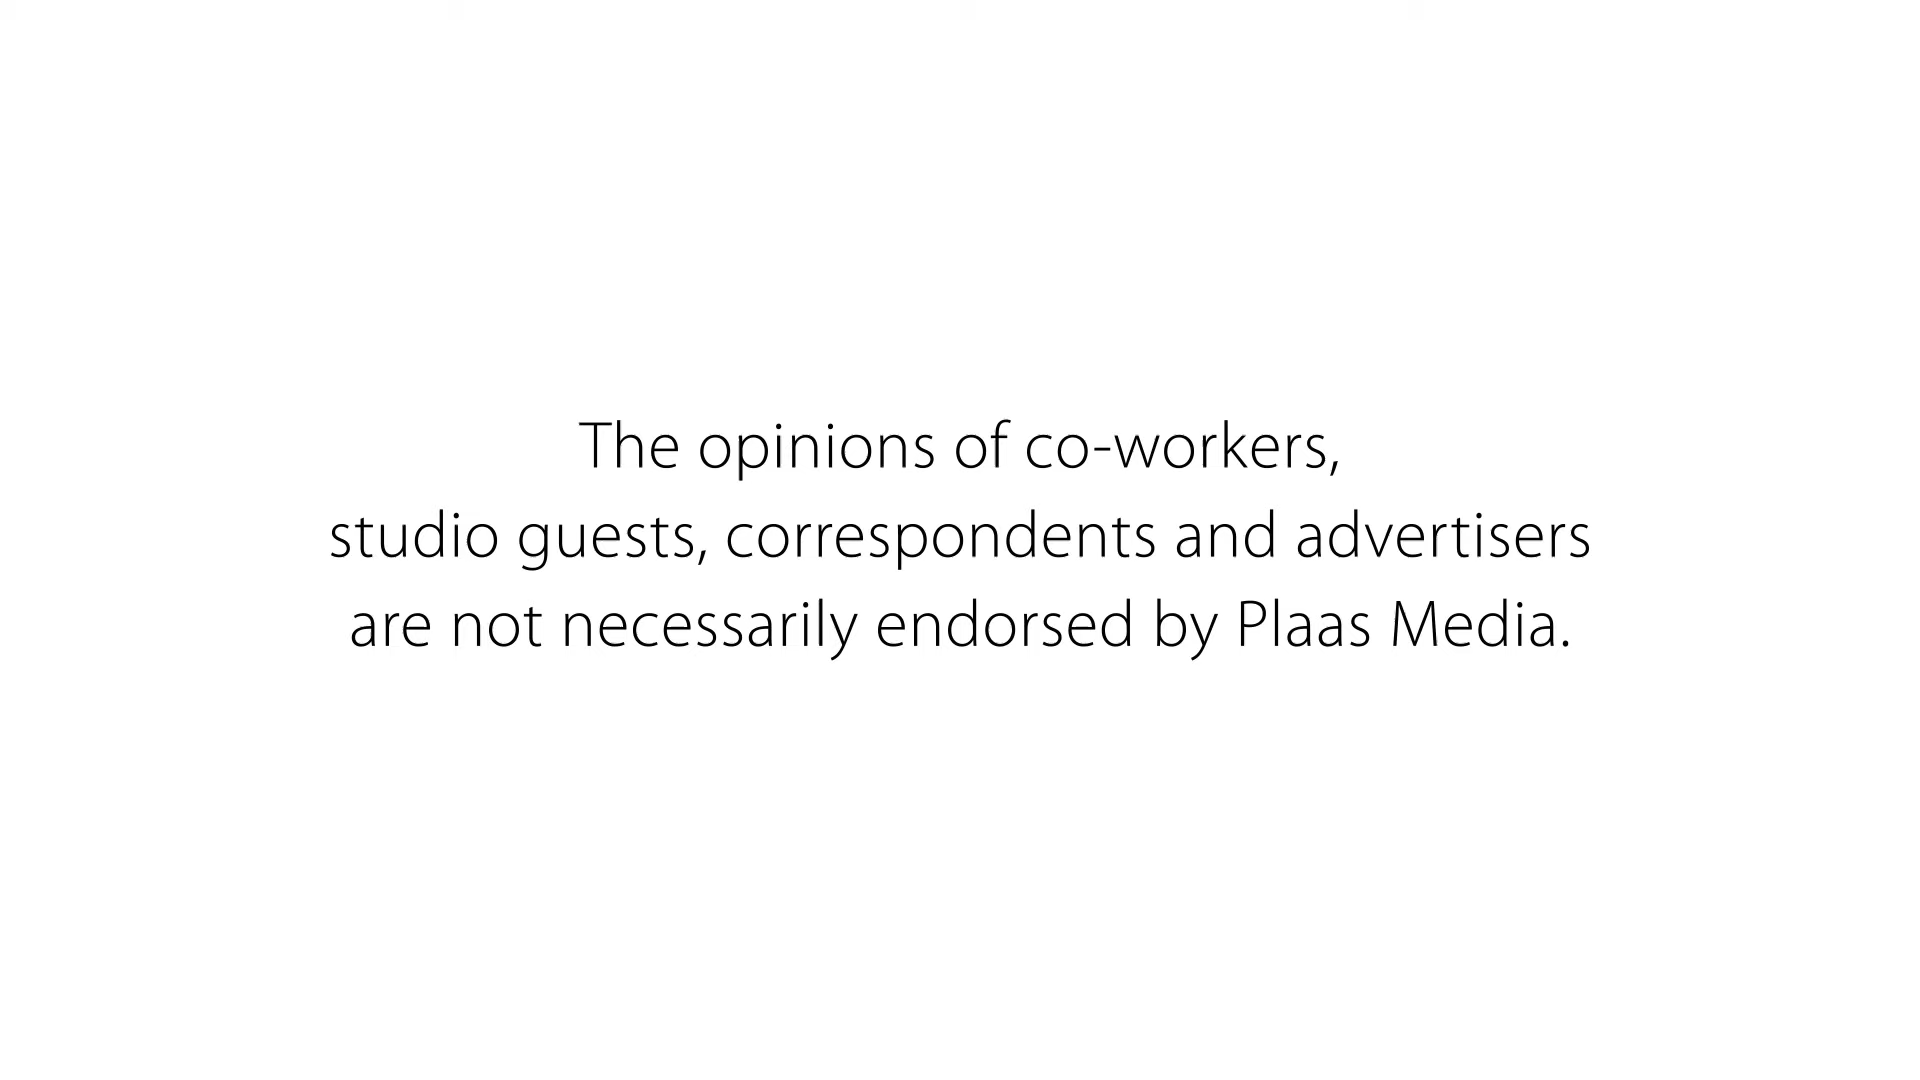 The opinions of co-workers,
studio guests, correspondents and advertisers
are not necessarily endorsed by Plaas Media.